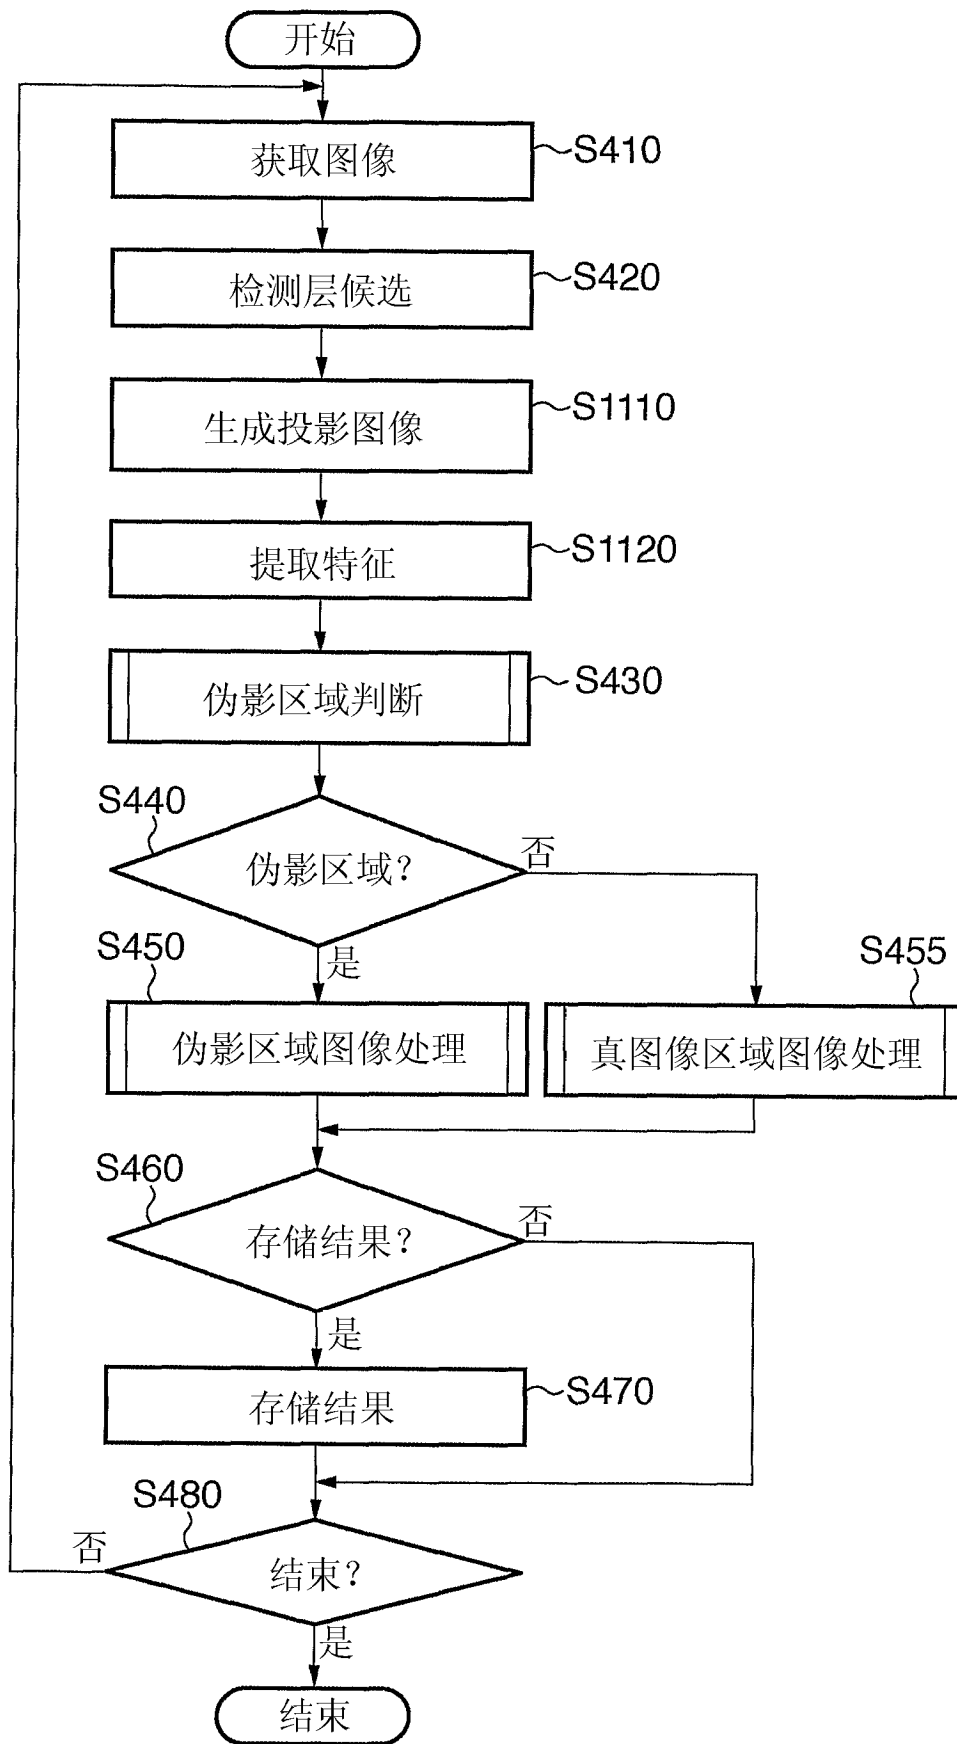 开始
获取图像
S410
检测层候选
S420
生成投影图像
S1110
提取特征
S1120
伪影区域判断
S430
S440
伪影区域？
否
是
S450
伪影区域图像处理
S455
真图像区域图像处理
S460
存储结果？
否
是
存储结果
S470
S480
结束？
否
是
结束